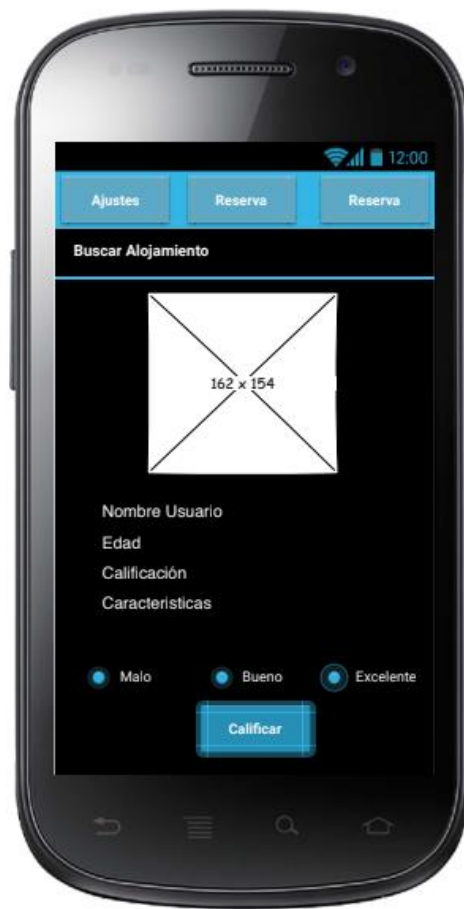 12:00
Ajustes Reserva Reserva
Buscar Alojamiento
162 x 154
Nombre Usuario
Edad
Calificación
Caracteristicas
Malo Bueno Excelente
Calificar